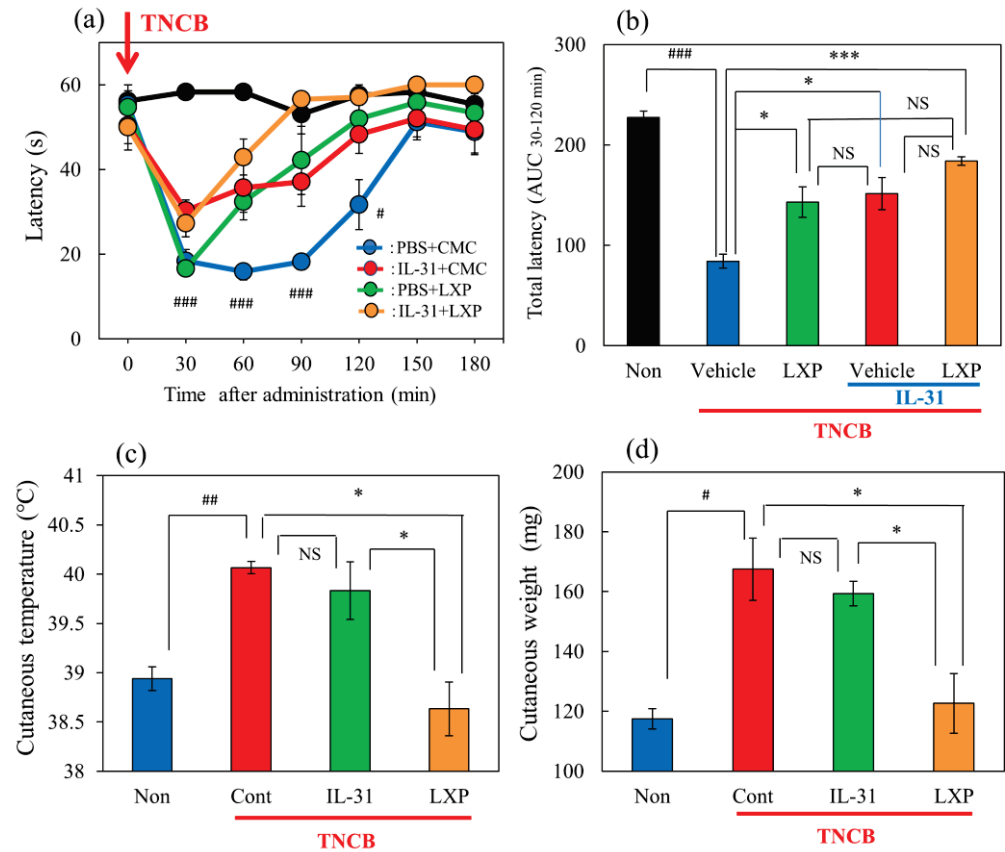 (a)
TNCB
Latency (s)
60
40
20
0
: PBS+CMC
: IL-31+CMC
: PBS+LXP
: IL-31+LXP
###
###
###
#
0 30 60 90 120 150 180
Time after administration (min)
(b)
Total latency (AUC 30-120 min)
300
200
100
0
###
***
*
*
NS
NS
NS
Non Vehicle LXP Vehicle LXP
IL-31
TNCB
(c)
Cutaneous temperature (℃)
41
40.5
40
39.5
39
38.5
38
##
*
NS
*
Non Cont IL-31 LXP
TNCB
(d)
Cutaneous weight (mg)
200
180
160
140
120
100
#
*
NS
*
Non Cont IL-31 LXP
TNCB